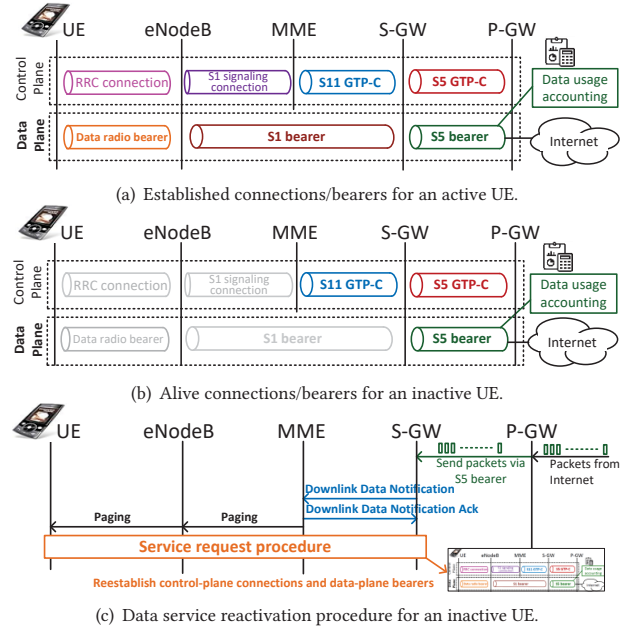 UE eNodeB MME S-GW P-GW
Control Plane
RRC connection
S1 signaling connection
S11 GTP-C
S5 GTP-C
Data usage accounting
Data Plane
Data radio bearer
S1 bearer
S5 bearer
Internet
(a) Established connections/bearers for an active UE.
UE eNodeB MME S-GW P-GW
Control Plane
RRC connection
S1 signaling connection
S11 GTP-C
S5 GTP-C
Data usage accounting
Data Plane
Data radio bearer
S1 bearer
S5 bearer
Internet
(b) Alive connections/bearers for an inactive UE.
UE eNodeB MME S-GW P-GW
Send packets via S5 bearer
Packets from Internet
Downlink Data Notification
Downlink Data Notification Ack
Paging Paging
Service request procedure
Reestablish control-plane connections and data-plane bearers
UE eNodeB MME S-GW P-GW
(c) Data service reactivation procedure for an inactive UE.